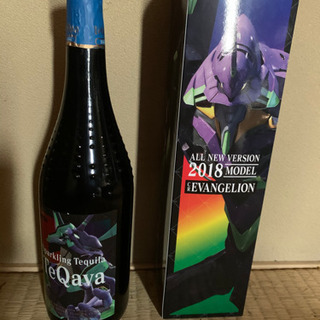 Sparkling Tequila
TeQava
ALL NEW VERSION
2018 MODEL
EVANGELION